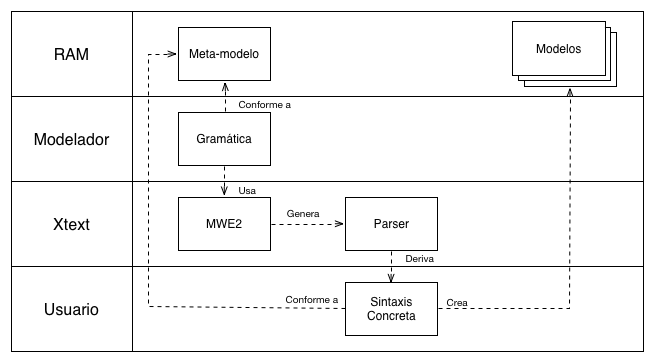 RAM
Meta-modelo
Modelos
Conforme a
Modelador
Gramática
Usa
Xtext
MWE2
Genera
Parser
Deriva
Usuario
Conforme a
Sintaxis
Concreta
Crea